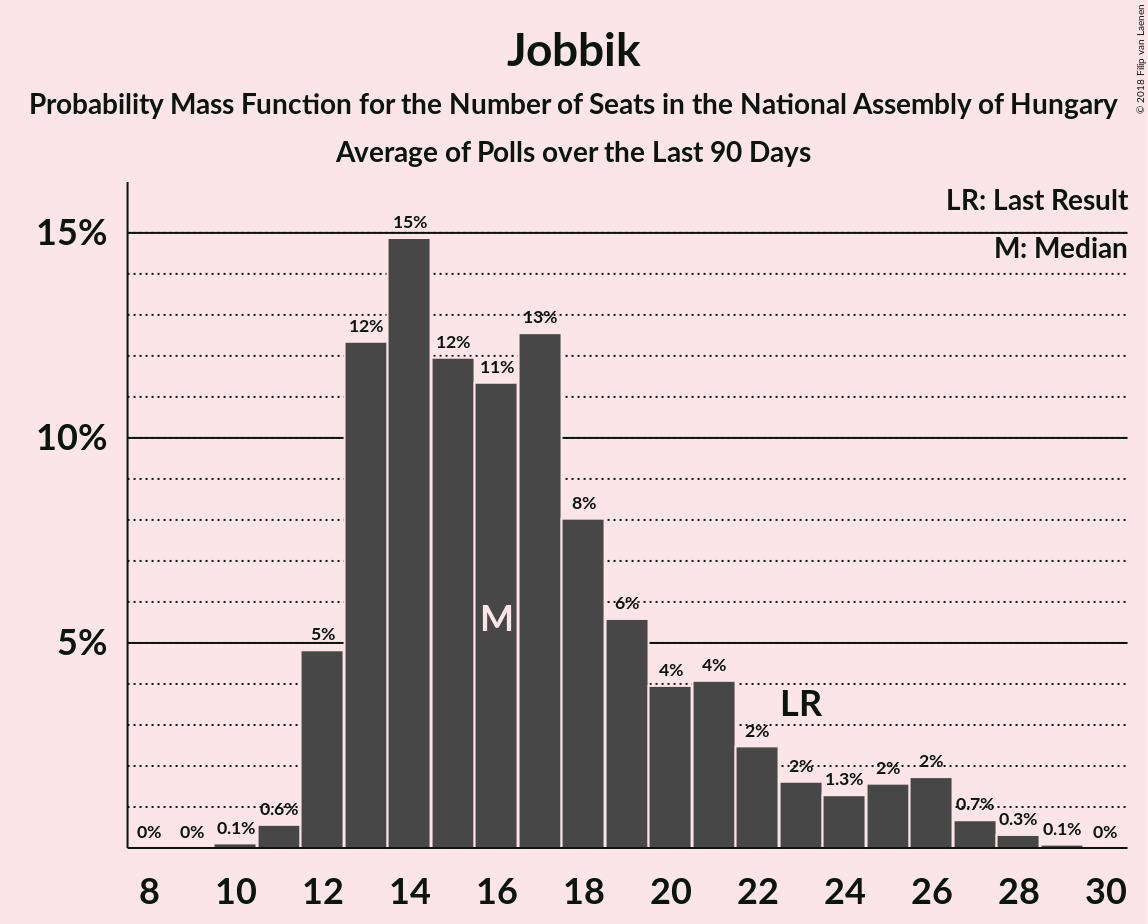 Jobbik
Probability Mass Function for the Number of Seats in the National Assembly of Hungary
Average of Polls over the Last 90 Days
© 2018 Filip van Laenen
LR: Last Result
M: Median
15%
10%
5%
0%
0%
0.1%
0.6%
5%
12%
15%
12%
11%
13%
8%
6%
4%
4%
2%
2%
1.3%
2%
2%
0.7%
0.3%
0.1%
0%
M
LR
8 10 12 14 16 18 20 22 24 26 28 30